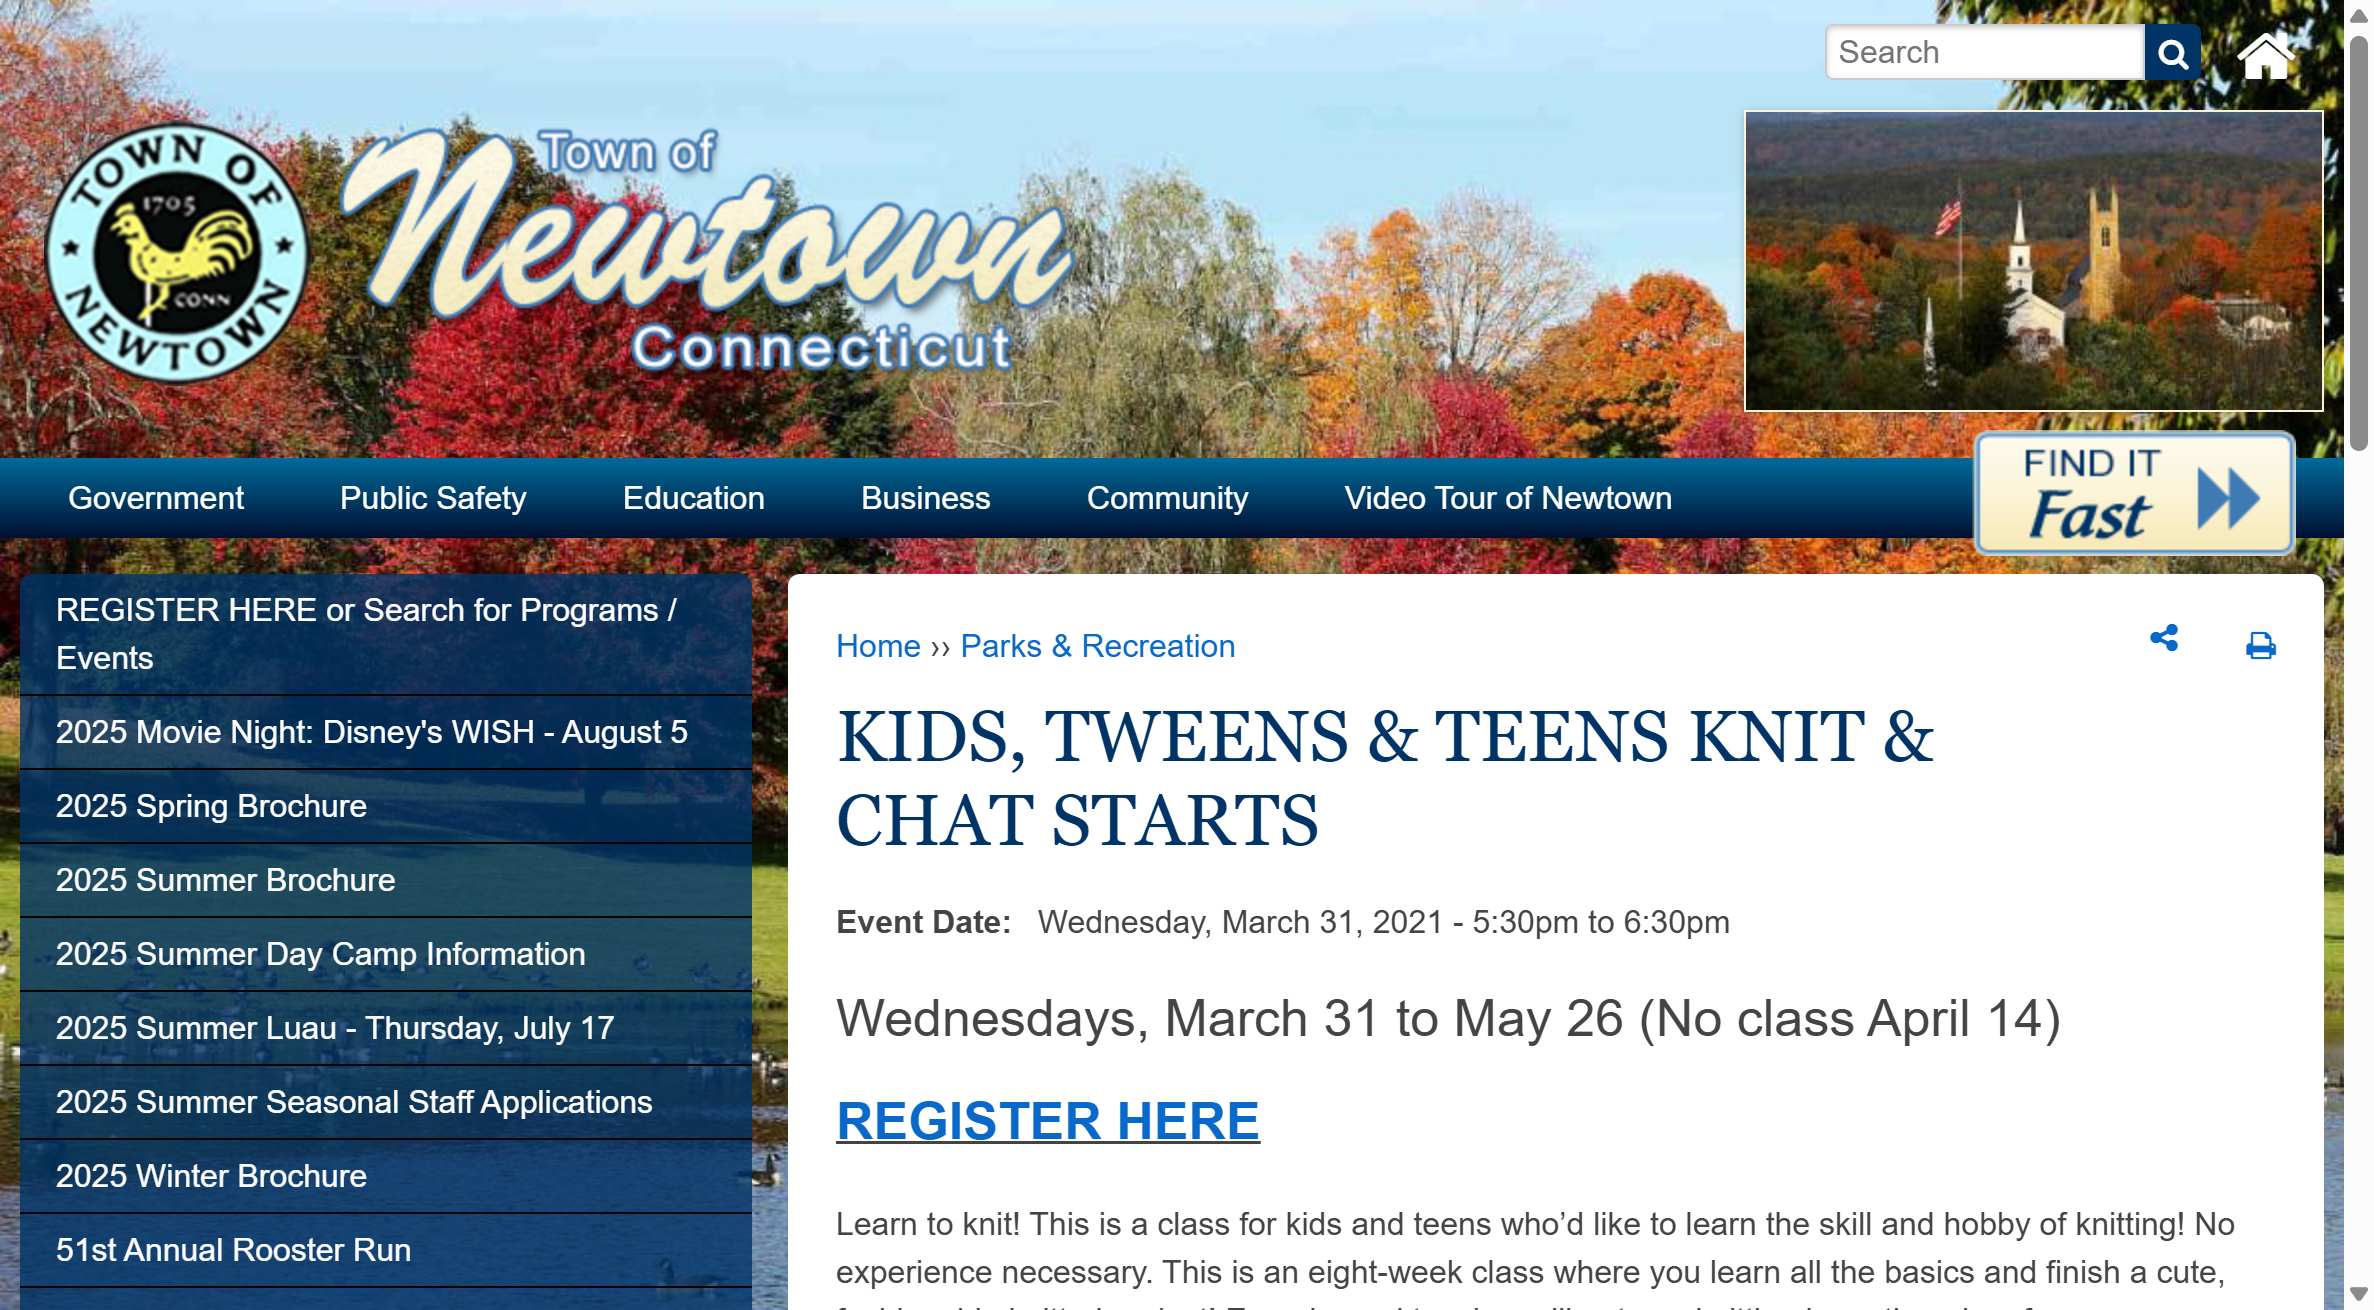 Search
TOWN OF
1705
CONN
NEWTOWN
Town of
Newtown
Connecticut
FIND IT
Fast
Government
Public Safety
Education
Business
Community
Video Tour of Newtown
REGISTER HERE or Search for Programs /
Events
2025 Movie Night: Disney's WISH - August 5
2025 Spring Brochure
2025 Summer Brochure
2025 Summer Day Camp Information
2025 Summer Luau - Thursday, July 17
2025 Summer Seasonal Staff Applications
2025 Winter Brochure
51st Annual Rooster Run
Home ›› Parks & Recreation
KIDS, TWEENS & TEENS KNIT &
CHAT STARTS
Event Date: Wednesday, March 31, 2021 - 5:30pm to 6:30pm
Wednesdays, March 31 to May 26 (No class April 14)
REGISTER HERE
Learn to knit! This is a class for kids and teens who’d like to learn the skill and hobby of knitting! No
experience necessary. This is an eight-week class where you learn all the basics and finish a cute,